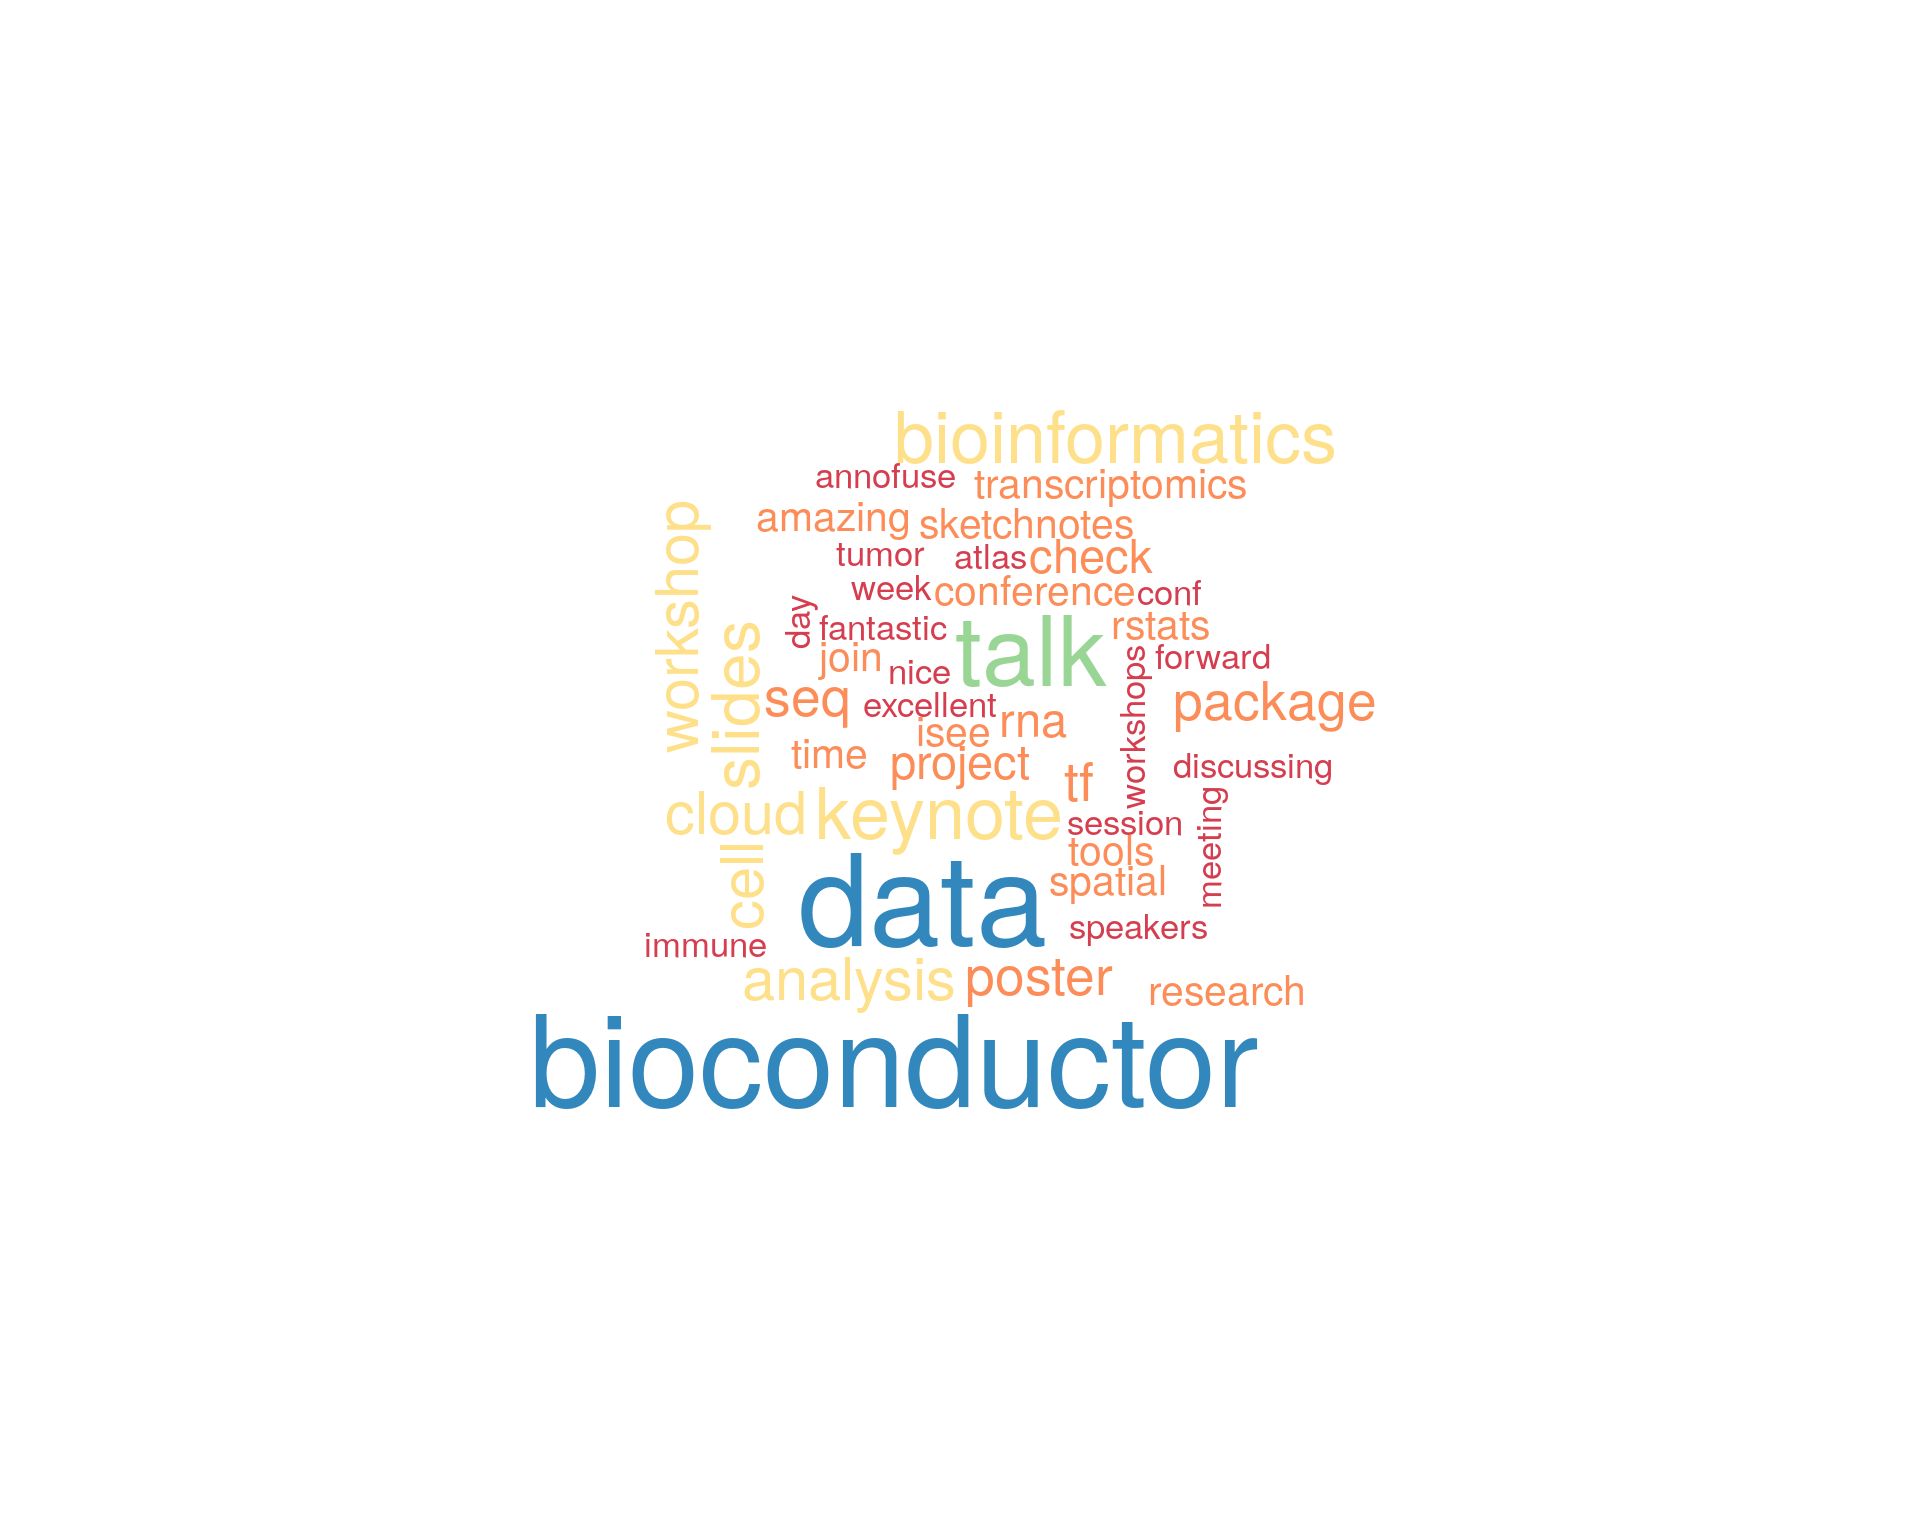 bioinformatics
annofuse
transcriptomics
amazing
sketchnotes
workshop
tumor
atlas
check
week
conference
conf
day
fantastic
talk
rstats
slides
join
nice
workshops
forward
seq
excellent
rna
package
isee
time
project
tf
discussing
cloud
keynote
session
meeting
cell
tools
data
spatial
speakers
immune
analysis
poster
research
bioconductor